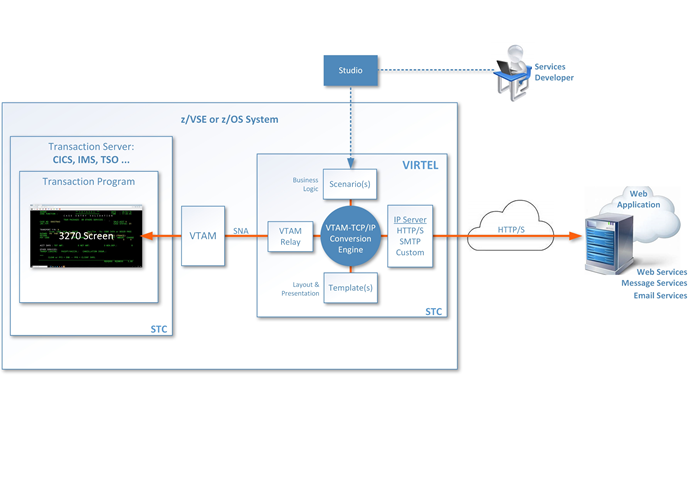 Studio
Services
Developer
z/VSE or z/OS System
Transaction Server:
CICS, IMS, TSO ...
Transaction Program
3270 Screen
STC
VTAM
SNA
VIRTEL
Business
Logic
Scenario(s)
VTAM
Relay
VTAM-TCP/IP
Conversion
Engine
IP Server
HTTP/S
SMTP
Custom
Layout &
Presentation
Template(s)
STC
HTTP/S
Web
Application
Web Services
Message Services
Email Services